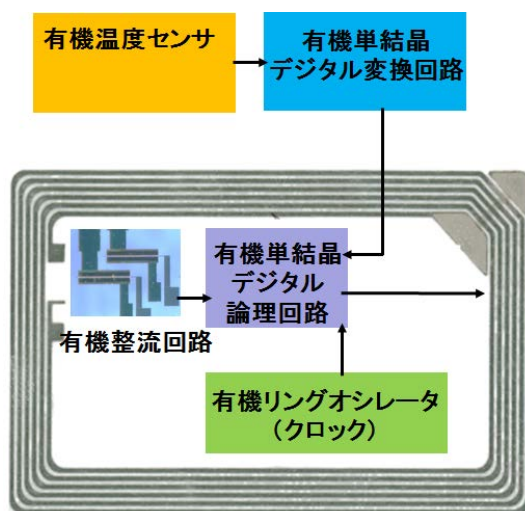 有機温度センサ
有機単結晶
デジタル変換回路
有機単結晶
デジタル
論理回路
有機整流回路
有機リングオシレータ
(クロック)